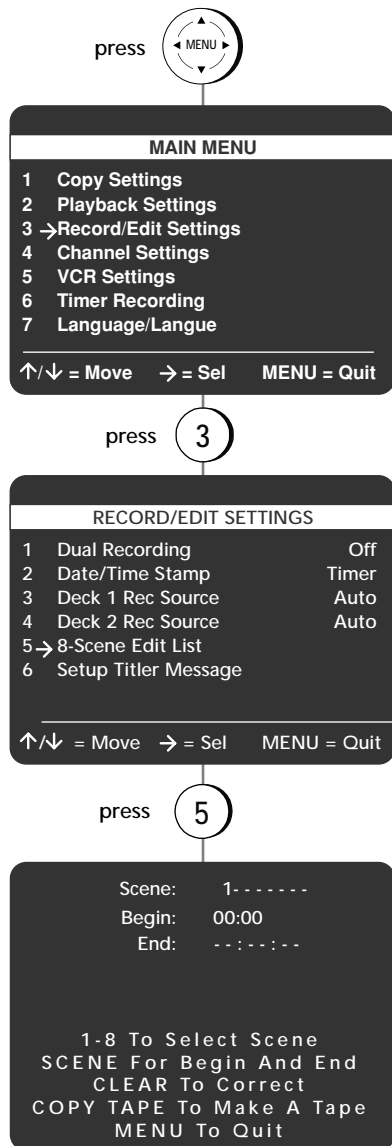 press MENU
MAIN MENU
1 Copy Settings
2 Playback Settings
3 →Record/Edit Settings
4 Channel Settings
5 VCR Settings
6 Timer Recording
7 Language/Langue
↑/↓ = Move → = Sel MENU = Quit
press 3
RECORD/EDIT SETTINGS
1 Dual Recording Off
2 Date/Time Stamp Timer
3 Deck 1 Rec Source Auto
4 Deck 2 Rec Source Auto
5→ 8-Scene Edit List
6 Setup Titler Message
↑/↓ = Move → = Sel MENU = Quit
press 5
Scene: 1- - - - - - -
Begin: 00:00
End: - - : - - : - -
1-8 To Select Scene
SCENE For Begin And End
CLEAR To Correct
COPY TAPE To Make A Tape
MENU To Quit